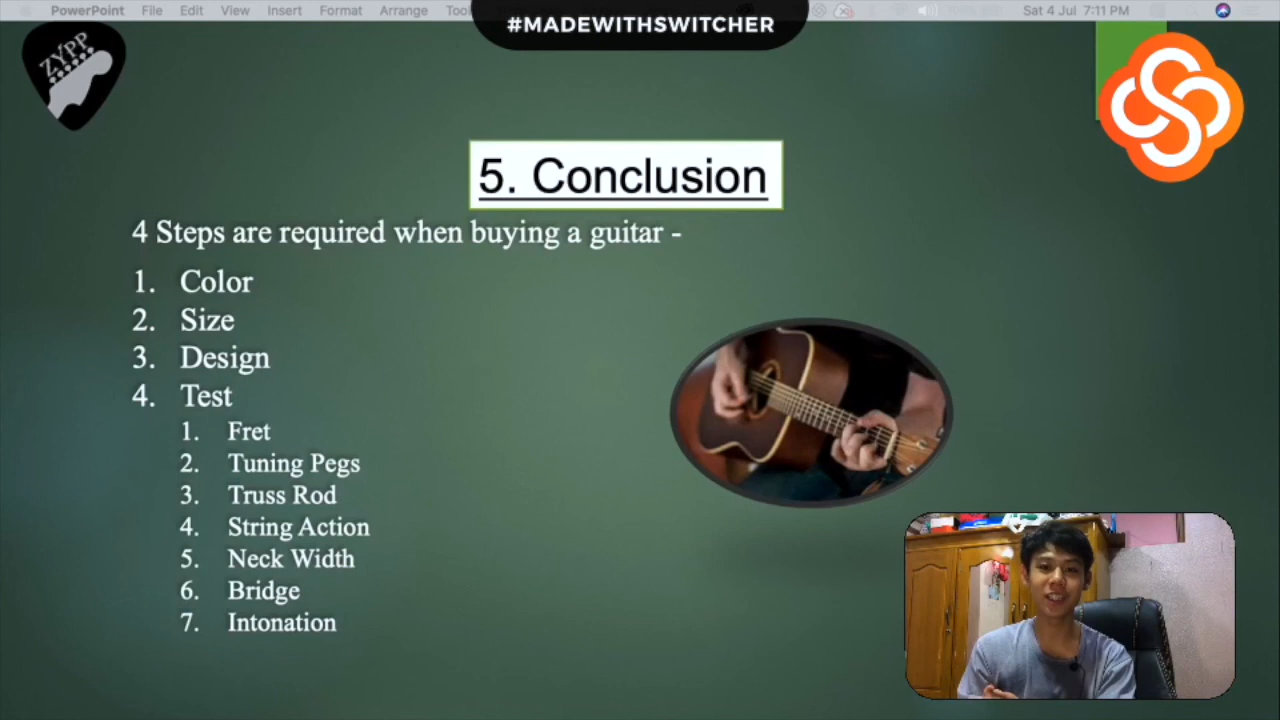 PowerPoint File Edit View Insert Format Arrange
#MADEWITHSWITCHER
Sat 4 Jul 7:11 PM
ZYPP
5. Conclusion
4 Steps are required when buying a guitar -
1. Color
2. Size
3. Design
4. Test
1. Fret
2. Tuning Pegs
3. Truss Rod
4. String Action
5. Neck Width
6. Bridge
7. Intonation